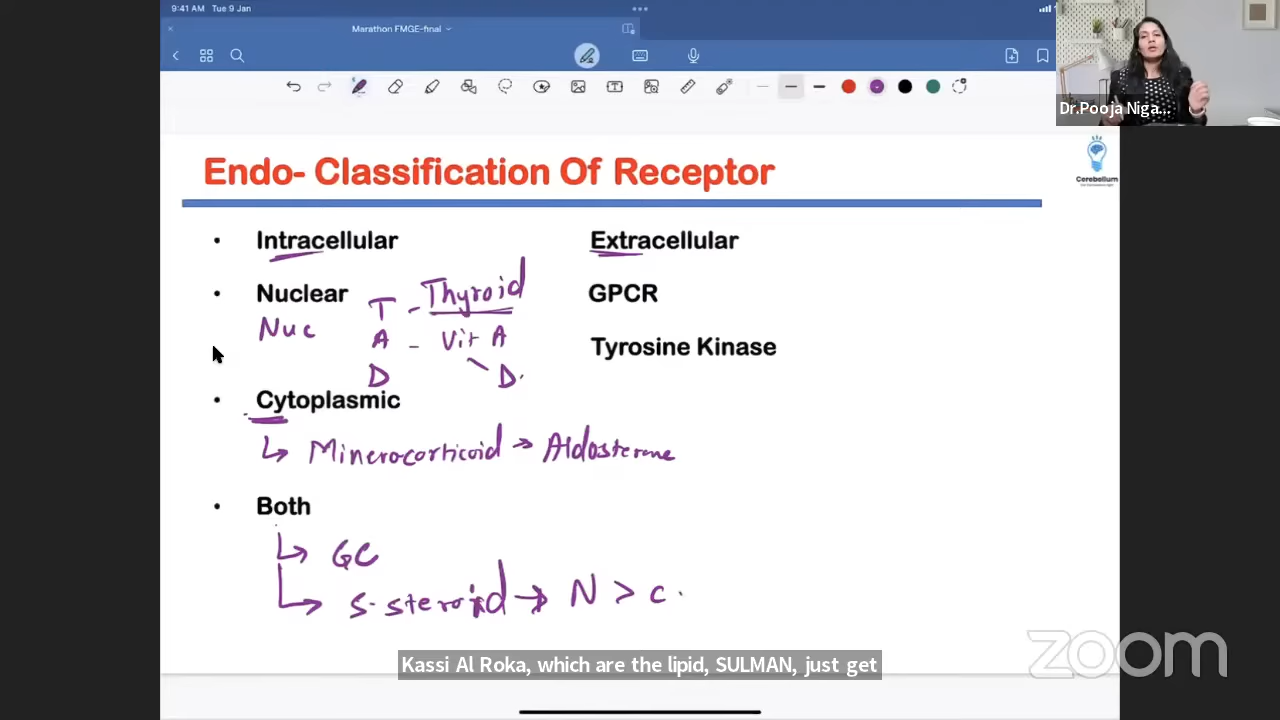 9:41 AM Tue 9 Jan
Marathon FMGE-final
Dr.Pooja Niga...
Cerebellum
Endo- Classification Of Receptor
• Intracellular
Extracellular
• Nuclear
T - Thyroid
GPCR
Nuc
A - Vit A
Tyrosine Kinase
D
D.
• Cytoplasmic
↳ Minerocorticoid → Aldosterone
• Both
↳ GC
↳ S.steroid → N > c.
Kassi Al Roka, which are the lipid, SULMAN, just get
zoom